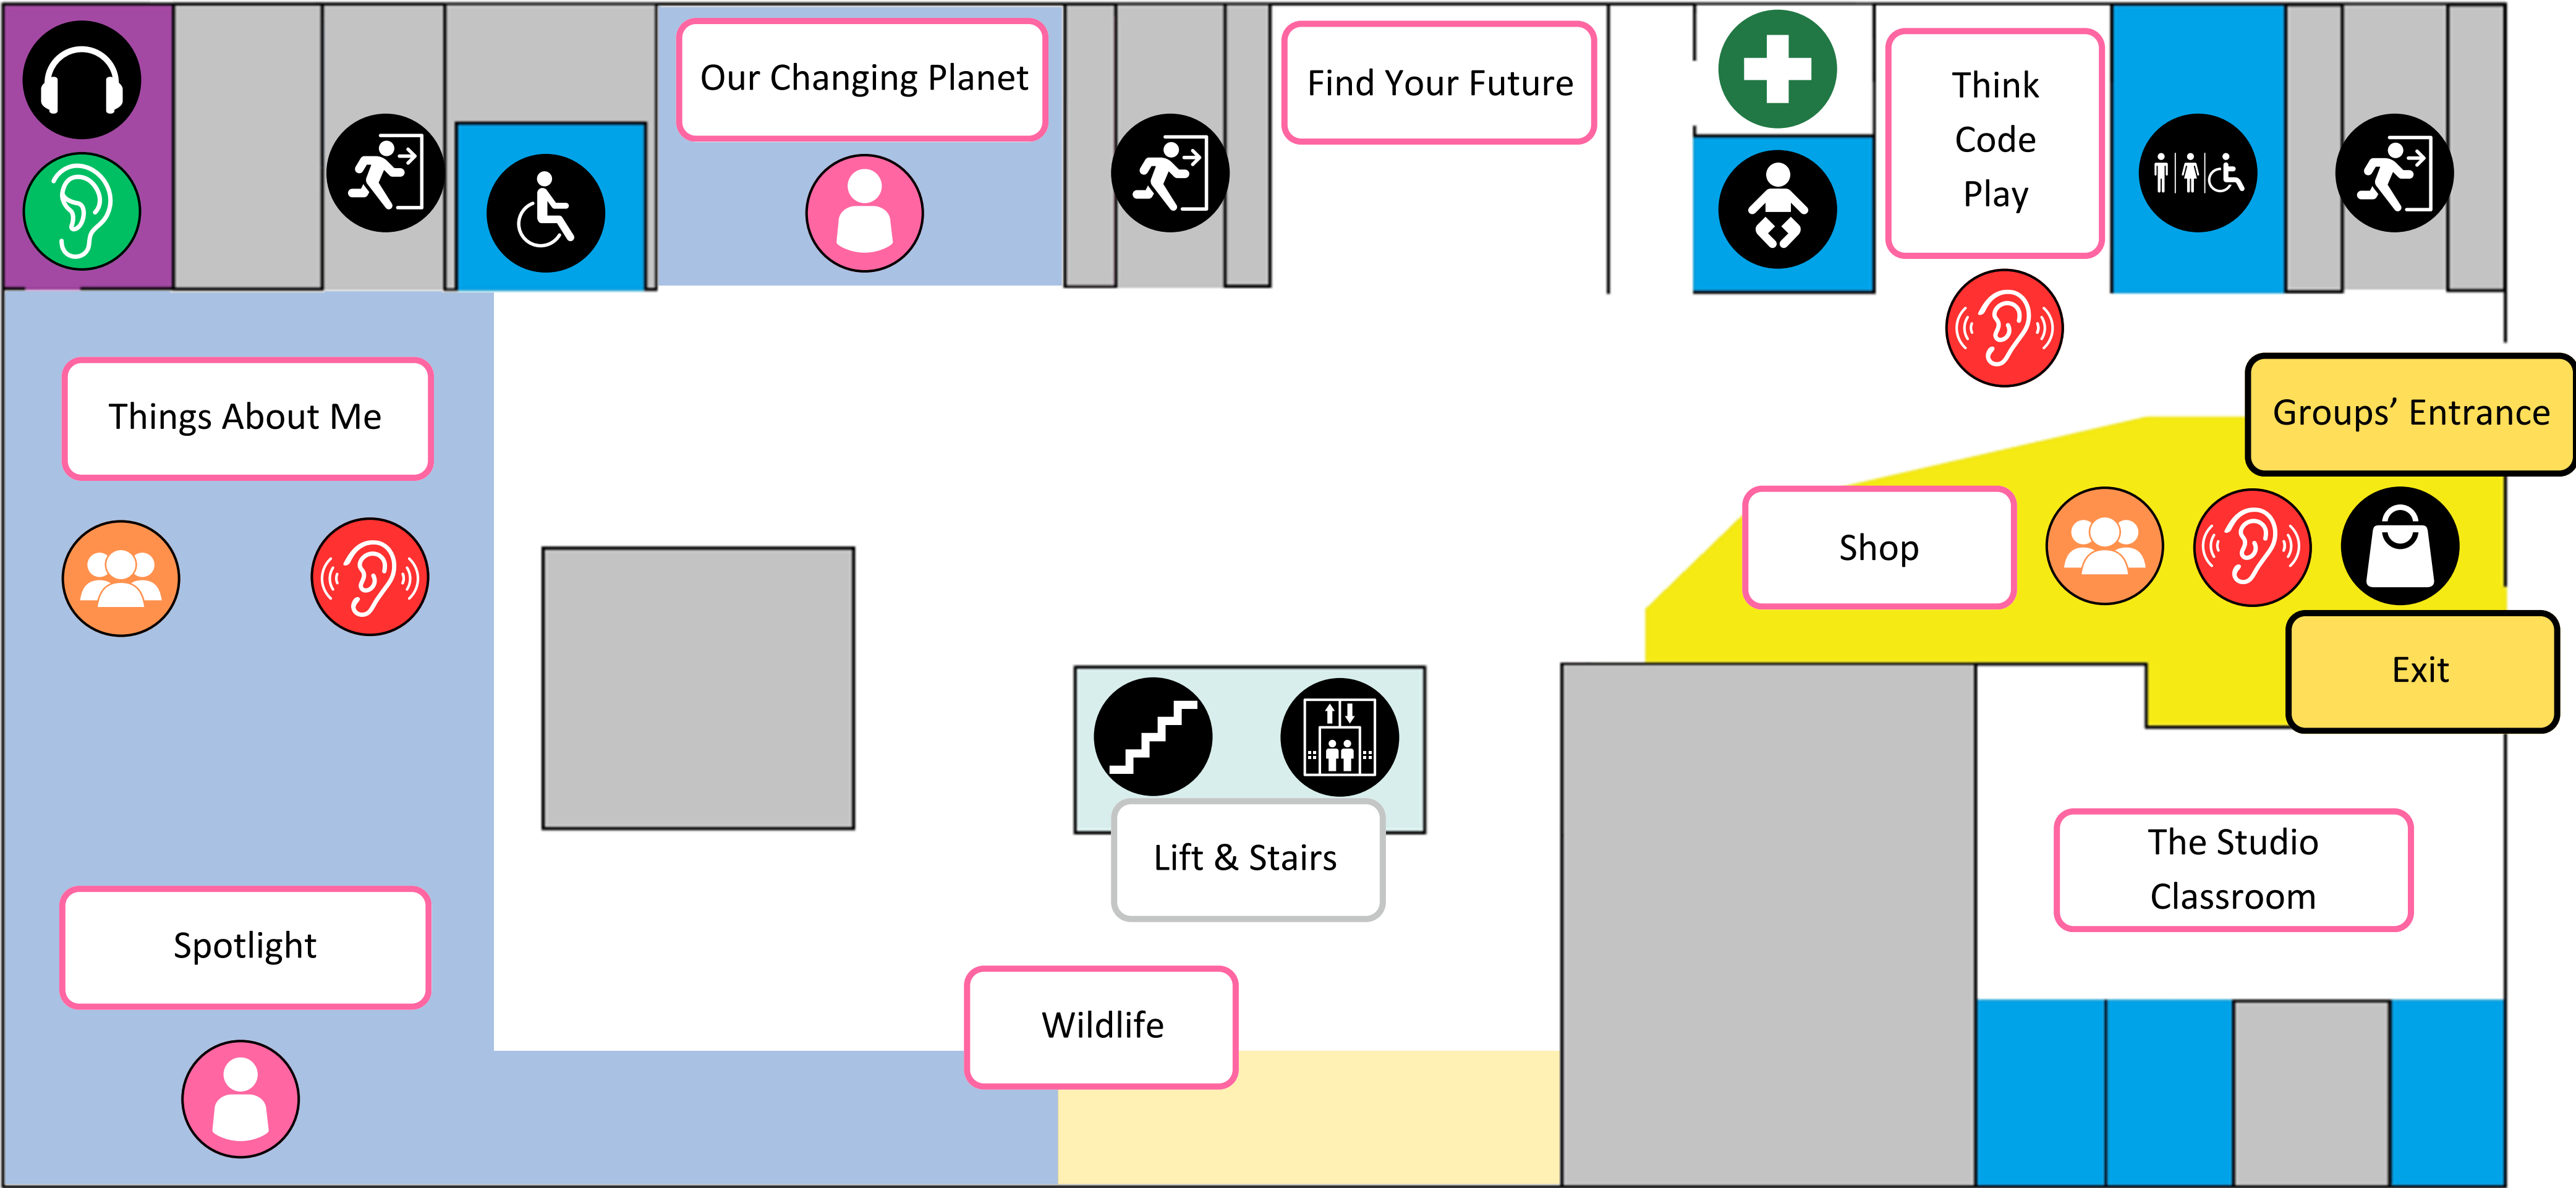 Our Changing Planet
Find Your Future
Think
Code
Play
Things About Me
Groups’ Entrance
Shop
Exit
Lift & Stairs
The Studio
Classroom
Spotlight
Wildlife